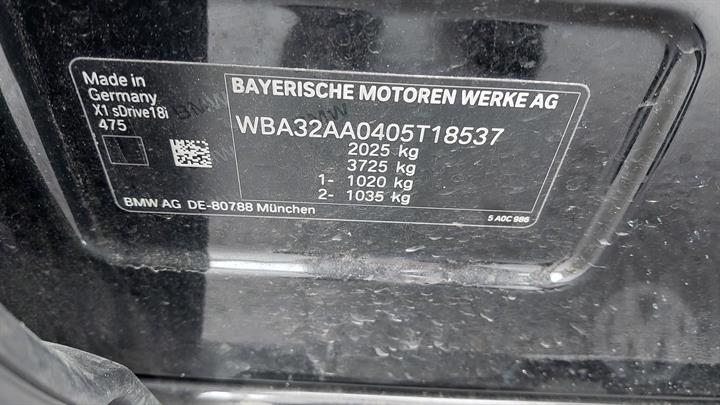 Made in
Germany
X1 sDrive18i
475
BAYERISCHE MOTOREN WERKE AG
WBA32AA0405T18537
2025 kg
3725 kg
1- 1020 kg
2- 1035 kg
BMW AG DE-80788 München
5 A0C 986